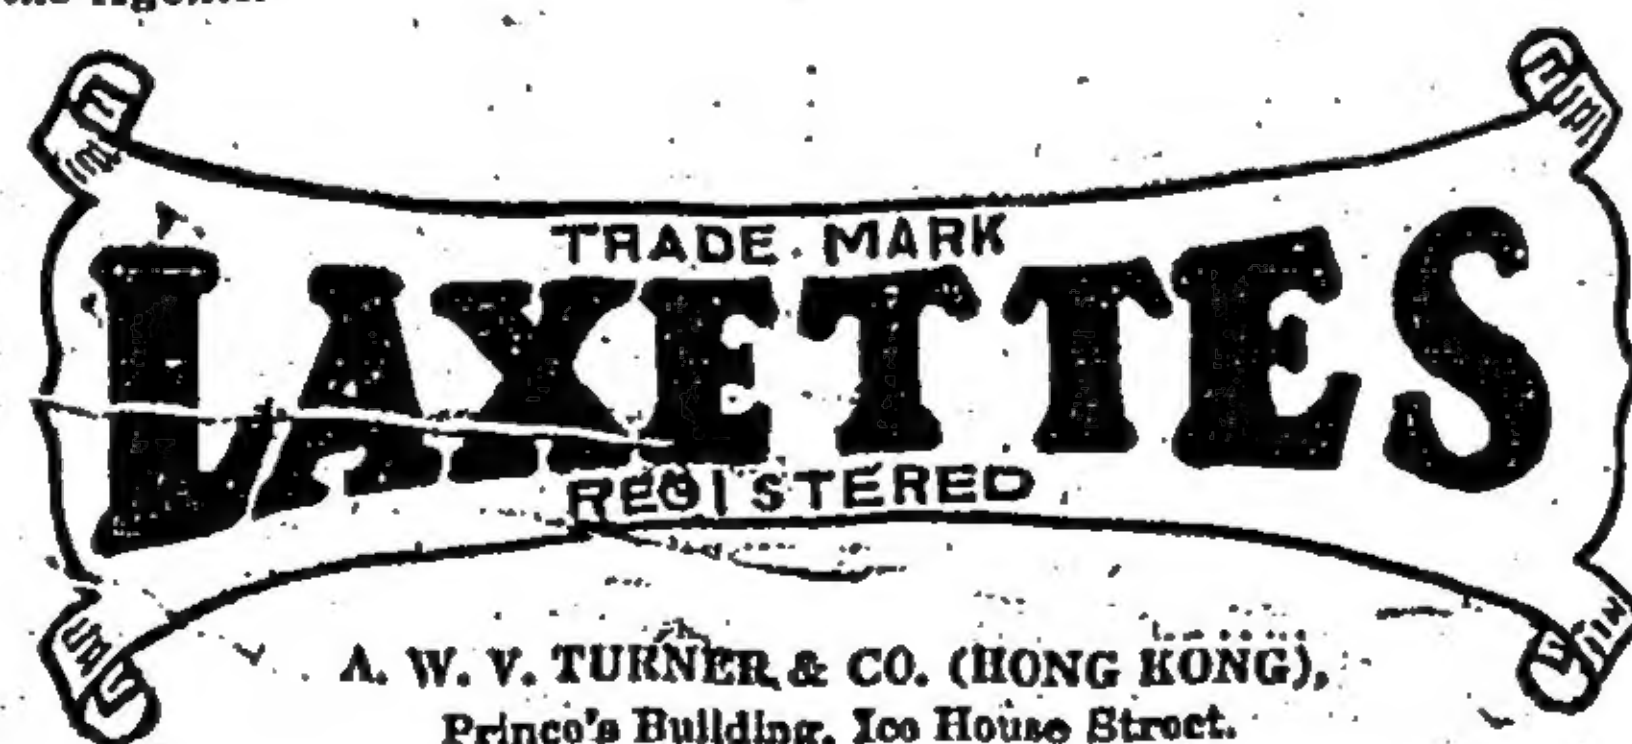 TRADE MARK
LAXETTES
REGISTERED
A. W. V. TURNER & CO. (HONG KONG),
Prince's Building, Ice House Street.